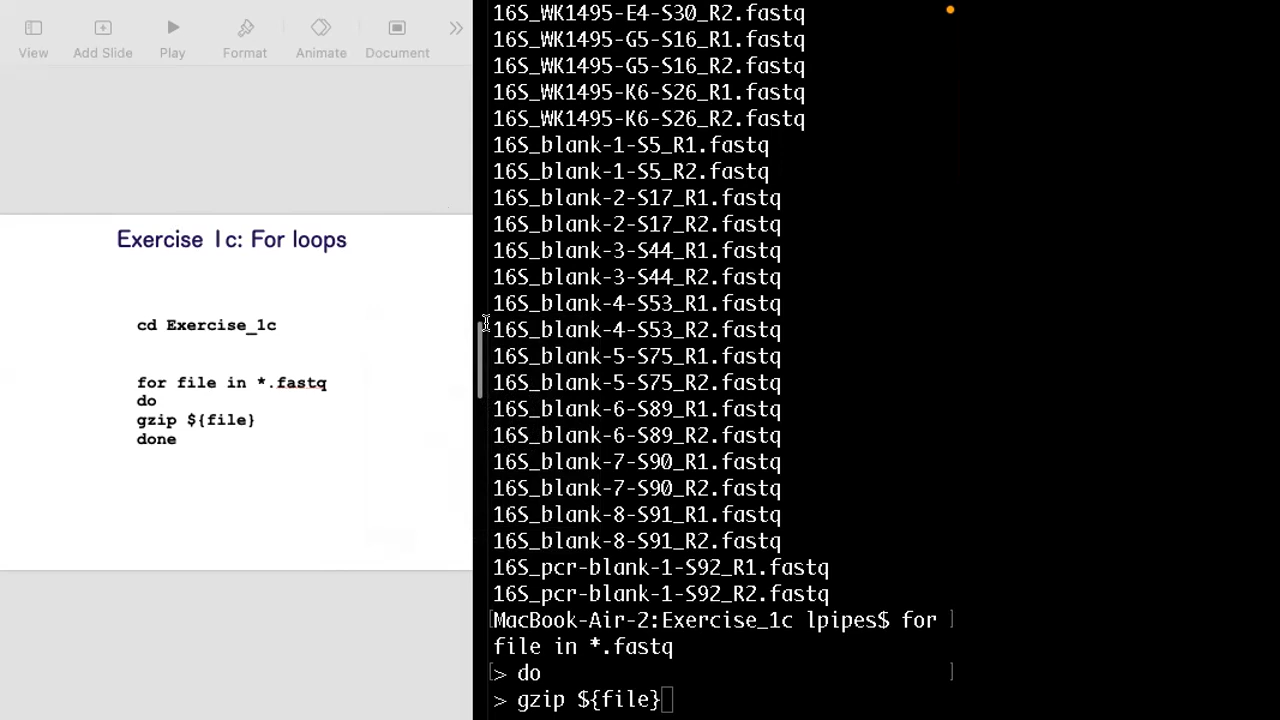 View
Add Slide
Play
Format
Animate
Document
Exercise 1c: For loops
cd Exercise_1c
for file in *.fastq
do
gzip ${file}
done
16S_WK1495-E4-S30_R2.fastq
16S_WK1495-G5-S16_R1.fastq
16S_WK1495-G5-S16_R2.fastq
16S_WK1495-K6-S26_R1.fastq
16S_WK1495-K6-S26_R2.fastq
16S_blank-1-S5_R1.fastq
16S_blank-1-S5_R2.fastq
16S_blank-2-S17_R1.fastq
16S_blank-2-S17_R2.fastq
16S_blank-3-S44_R1.fastq
16S_blank-3-S44_R2.fastq
16S_blank-4-S53_R1.fastq
16S_blank-4-S53_R2.fastq
16S_blank-5-S75_R1.fastq
16S_blank-5-S75_R2.fastq
16S_blank-6-S89_R1.fastq
16S_blank-6-S89_R2.fastq
16S_blank-7-S90_R1.fastq
16S_blank-7-S90_R2.fastq
16S_blank-8-S91_R1.fastq
16S_blank-8-S91_R2.fastq
16S_pcr-blank-1-S92_R1.fastq
16S_pcr-blank-1-S92_R2.fastq
[MacBook-Air-2:Exercise_1c lpipes$ for ]
file in *.fastq
[> do ]
> gzip ${file}